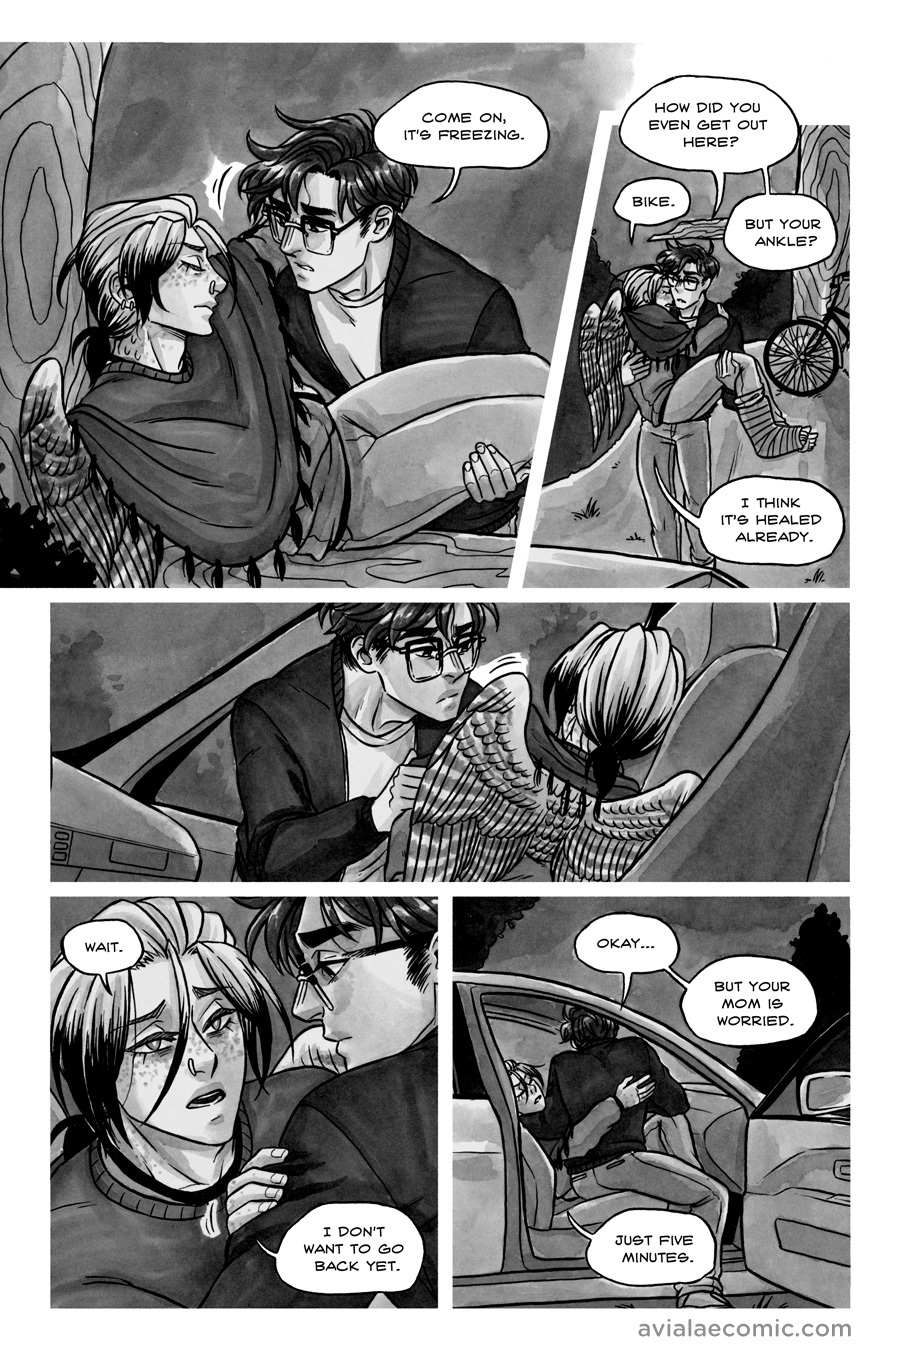 COME ON,
IT'S FREEZING.
HOW DID YOU
EVEN GET OUT
HERE?
BIKE.
BUT YOUR
ANKLE?
I THINK
IT'S HEALED
ALREADY.
WAIT.
I DON'T
WANT TO GO
BACK YET.
OKAY...
BUT YOUR
MOM IS
WORRIED.
JUST FIVE
MINUTES.
avialaecomic.com